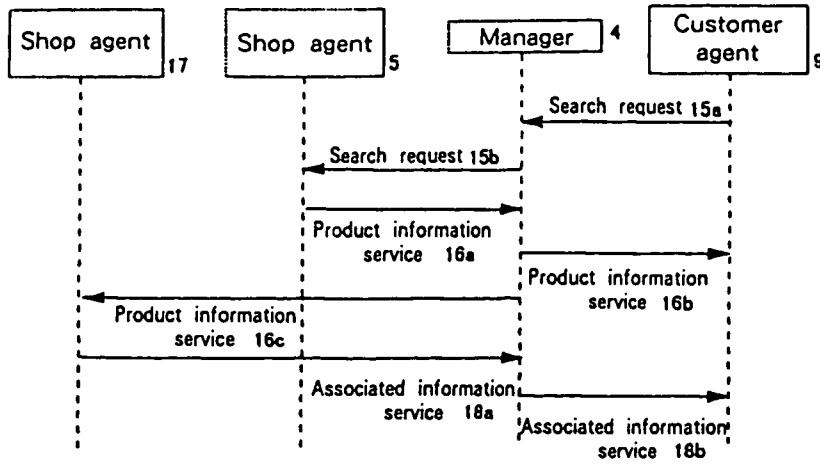 Shop agent
17
Shop agent
5
Manager
4
Customer
agent
9
Search request 15a
Search request 15b
Product information
service 16a
Product information
service 16b
Product information
service 16c
Associated information
service 18a
Associated information
service 18b